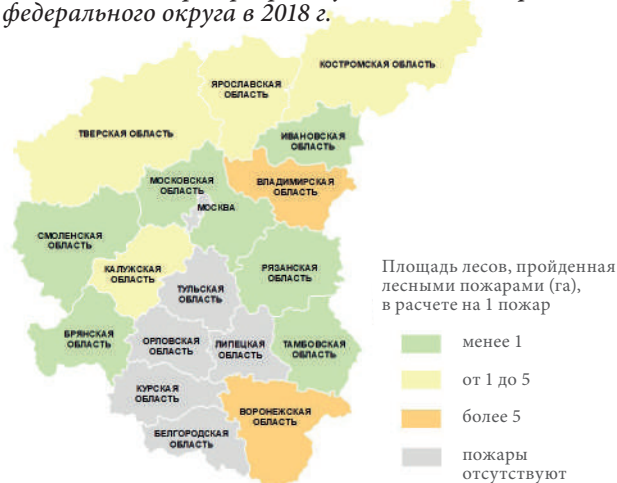 федерального округа в 2018 г.
КОСТРОМСКАЯ ОБЛАСТЬ
ЯРОСЛАВСКАЯ
ОБЛАСТЬ
ТВЕРСКАЯ ОБЛАСТЬ
ИВАНОВСКАЯ
ОБЛАСТЬ
МОСКОВСКАЯ
ОБЛАСТЬ
ВЛАДИМИРСКАЯ
ОБЛАСТЬ
МОСКВА
СМОЛЕНСКАЯ
ОБЛАСТЬ
КАЛУЖСКАЯ
ОБЛАСТЬ
РЯЗАНСКАЯ
ОБЛАСТЬ
ТУЛЬСКАЯ
ОБЛАСТЬ
БРЯНСКАЯ
ОБЛАСТЬ
ОРЛОВСКАЯ
ОБЛАСТЬ
ЛИПЕЦКАЯ
ОБЛАСТЬ
ТАМБОВСКАЯ
ОБЛАСТЬ
КУРСКАЯ
ОБЛАСТЬ
ВОРОНЕЖСКАЯ
ОБЛАСТЬ
БЕЛГОРОДСКАЯ
ОБЛАСТЬ
Площадь лесов, пройденная
лесными пожарами (га),
в расчете на 1 пожар
менее 1
от 1 до 5
более 5
пожары
отсутствуют